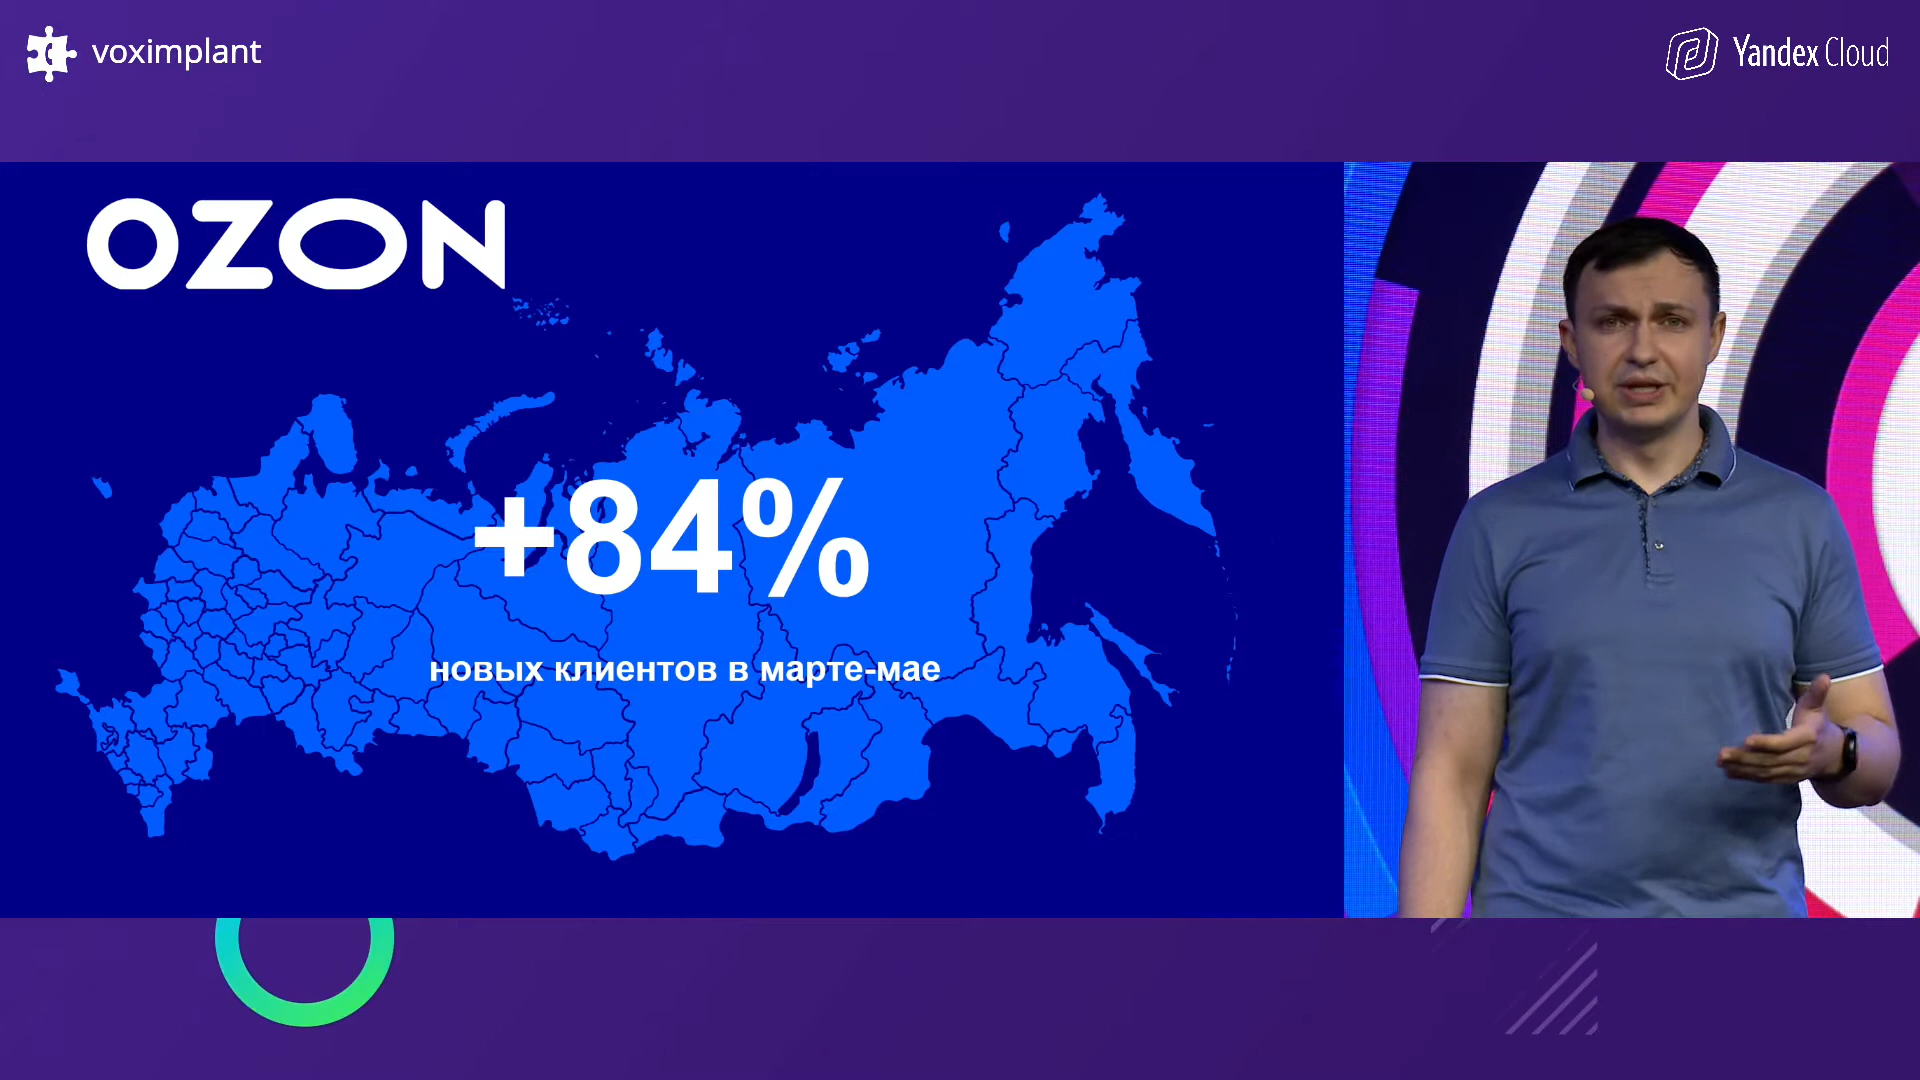 voximplant
Yandex Cloud
OZON
+84%
новых клиентов в марте-мае